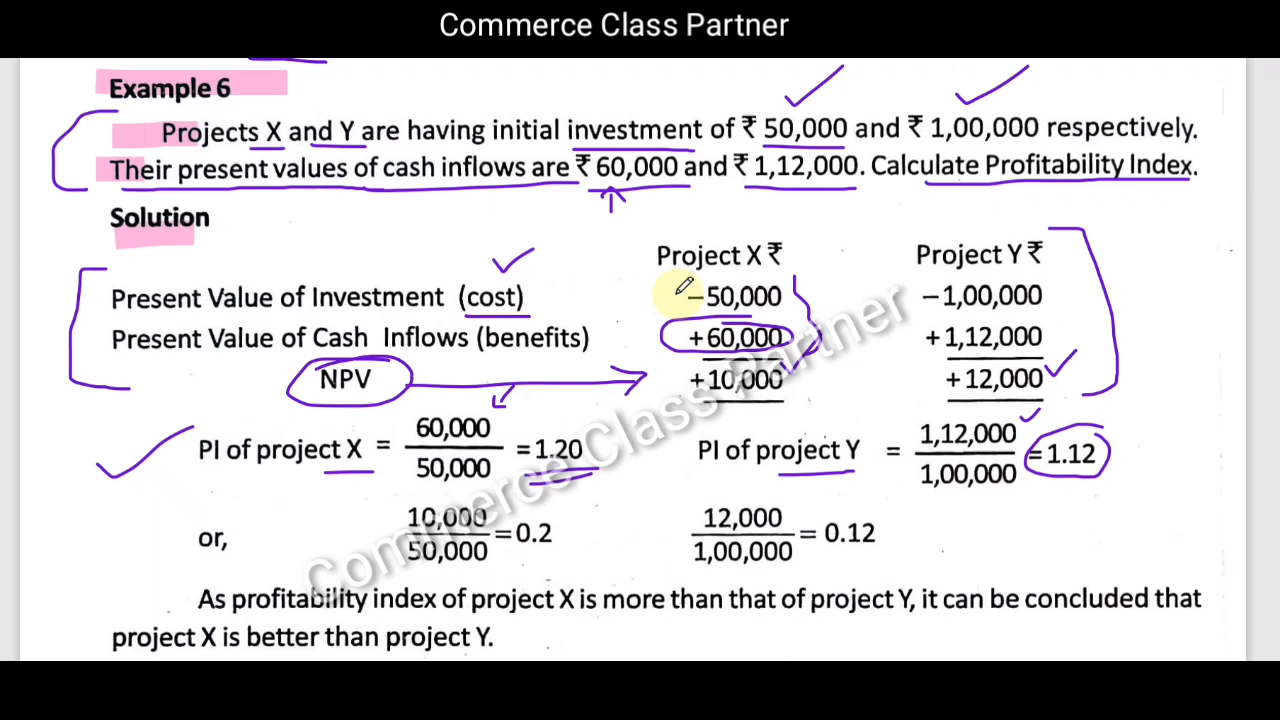 Commerce Class Partner
Example 6
Projects X and Y are having initial investment of ₹ 50,000 and ₹ 1,00,000 respectively.
Their present values of cash inflows are ₹ 60,000 and ₹ 1,12,000. Calculate Profitability Index.
Solution
Project X ₹ Project Y ₹
Present Value of Investment (cost) −50,000 −1,00,000
Present Value of Cash Inflows (benefits) +60,000 +1,12,000
NPV +10,000 +12,000
PI of project X = 60,000/50,000 = 1.20 PI of project Y = 1,12,000/1,00,000 = 1.12
or, 10,000/50,000 = 0.2 12,000/1,00,000 = 0.12
As profitability index of project X is more than that of project Y, it can be concluded that
project X is better than project Y.
Commerce Class Partner